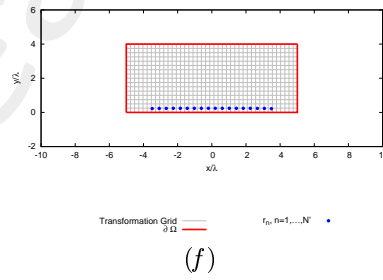 6
4
2
0
-2
y/λ
-10 -8 -6 -4 -2 0 2 4 6 8 1
x/λ
Transformation Grid
∂ Ω
r_n, n=1,...,N'
(f)